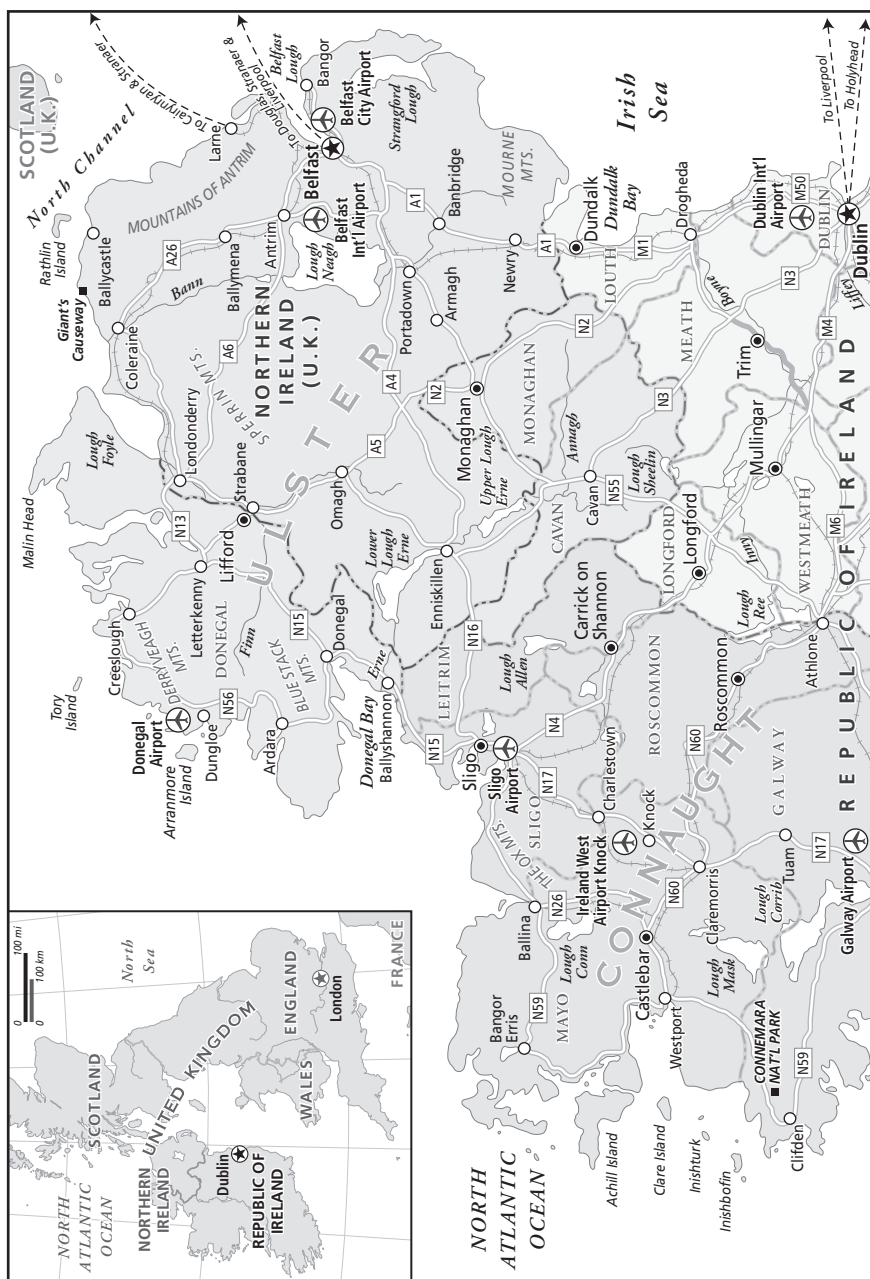 NORTH
ATLANTIC
OCEAN
SCOTLAND
NORTHERN
IRELAND
UNITED KINGDOM
Dublin
REPUBLIC OF
IRELAND
WALES
ENGLAND
London
North
Sea
FRANCE
0
100 mi
0
100 km
NORTH
ATLANTIC
OCEAN
Tory
Island
Malin Head
Rathlin
Island
North Channel
SCOTLAND
(U.K.)
Giant's
Causeway
Ballycastle
Coleraine
Lough
Foyle
Creeslough
DERRYVEAGH
MTS.
Donegal
Airport
Arranmore
Island
Dungloe
N56
Letterkenny
N13
Londonderry
DONEGAL
Finn
Lifford
Strabane
SPERRIN MTS.
A6
Bann
A26
Ballymena
MOUNTAINS OF ANTRIM
Larne
To Cairnryan & Stranaer
Antrim
NORTHERN
IRELAND
(U.K.)
ULSTER
Lough
Neagh
Belfast
Int'l Airport
Belfast
To Douglas, Stranaer &
Liverpool
Belfast
Lough
Bangor
Belfast
City Airport
Strangford
Lough
Ardara
BLUE STACK
MTS.
N15
Donegal
Omagh
A5
A4
Portadown
Armagh
A1
Banbridge
MOURNE
MTS.
Newry
Donegal Bay
Ballyshannon
Erne
Lower
Lough
Erne
Enniskillen
Upper Lough
Erne
N2
Monaghan
MONAGHAN
A1
Dundalk
Dundalk
Bay
Irish
Sea
N15
LEITRIM
N16
Sligo
Sligo
Airport
SLIGO
THE OX MTS.
N17
N4
Lough
Allen
Carrick on
Shannon
CAVAN
Cavan
Annagh
N55
Lough
Sheelin
N3
N2
LOUTH
M1
Drogheda
Bangor
Erris
N59
MAYO
Ballina
N26
Lough
Conn
Ireland West
Airport Knock
Charlestown
Knock
CONNAUGHT
ROSCOMMON
N60
LONGFORD
Longford
MEATH
Boyne
Achill Island
Clare Island
Inishturk
Inishbofin
Castlebar
Westport
N60
Claremorris
Lough
Mask
Roscommon
Lough
Ree
Inny
WESTMEATH
Mullingar
Trim
N3
Dublin Int'l
Airport
M50
DUBLIN
To Liverpool
To Holyhead
CONNEMARA
NAT'L PARK
Clifden
N59
Lough
Corrib
Tuam
N17
GALWAY
Galway Airport
Athlone
M6
M4
Liffey
Dublin
REPUBLIC OF IRELAND